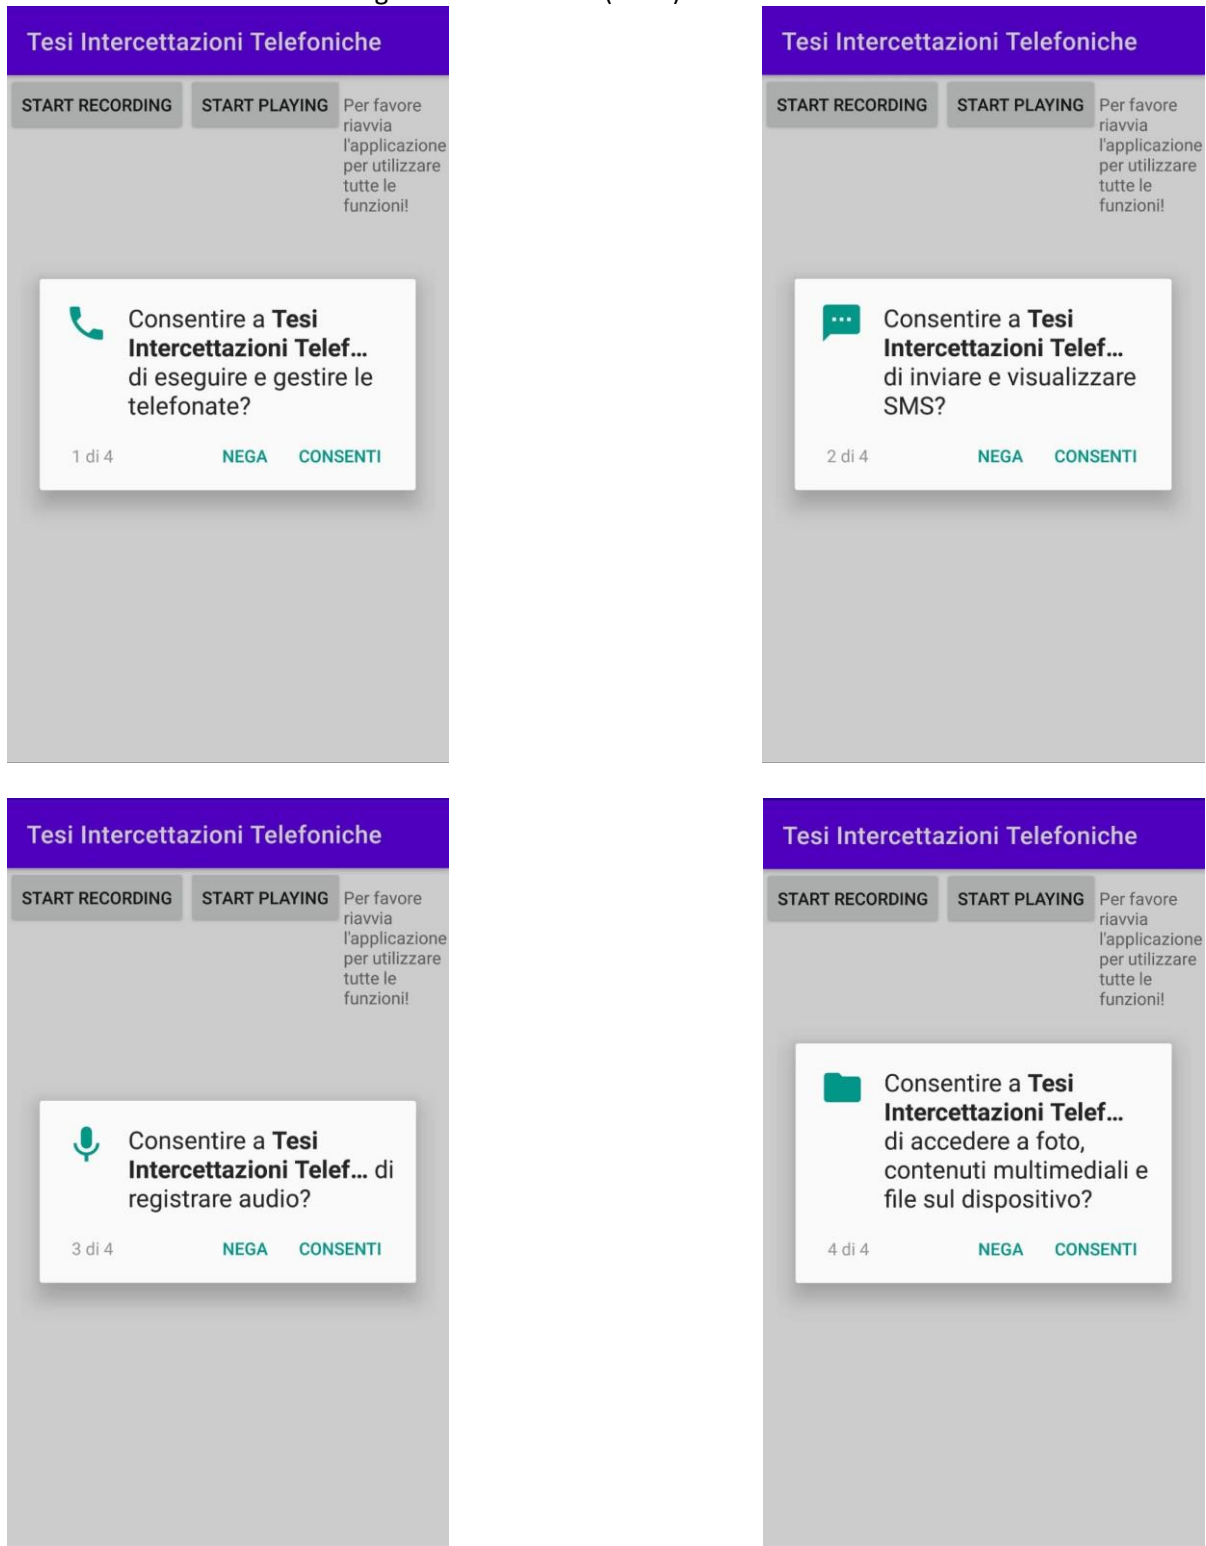 Tesi Intercettazioni Telefoniche
START RECORDING
START PLAYING
Per favore
riavvia
l'applicazione
per utilizzare
tutte le
funzioni!
Consentire a Tesi
Intercettazioni Telef...
di eseguire e gestire le
telefonate?
1 di 4
NEGA
CONSENTI
Tesi Intercettazioni Telefoniche
START RECORDING
START PLAYING
Per favore
riavvia
l'applicazione
per utilizzare
tutte le
funzioni!
Consentire a Tesi
Intercettazioni Telef...
di inviare e visualizzare
SMS?
2 di 4
NEGA
CONSENTI
Tesi Intercettazioni Telefoniche
START RECORDING
START PLAYING
Per favore
riavvia
l'applicazione
per utilizzare
tutte le
funzioni!
Consentire a Tesi
Intercettazioni Telef... di
registrare audio?
3 di 4
NEGA
CONSENTI
Tesi Intercettazioni Telefoniche
START RECORDING
START PLAYING
Per favore
riavvia
l'applicazione
per utilizzare
tutte le
funzioni!
Consentire a Tesi
Intercettazioni Telef...
di accedere a foto,
contenuti multimediali e
file sul dispositivo?
4 di 4
NEGA
CONSENTI